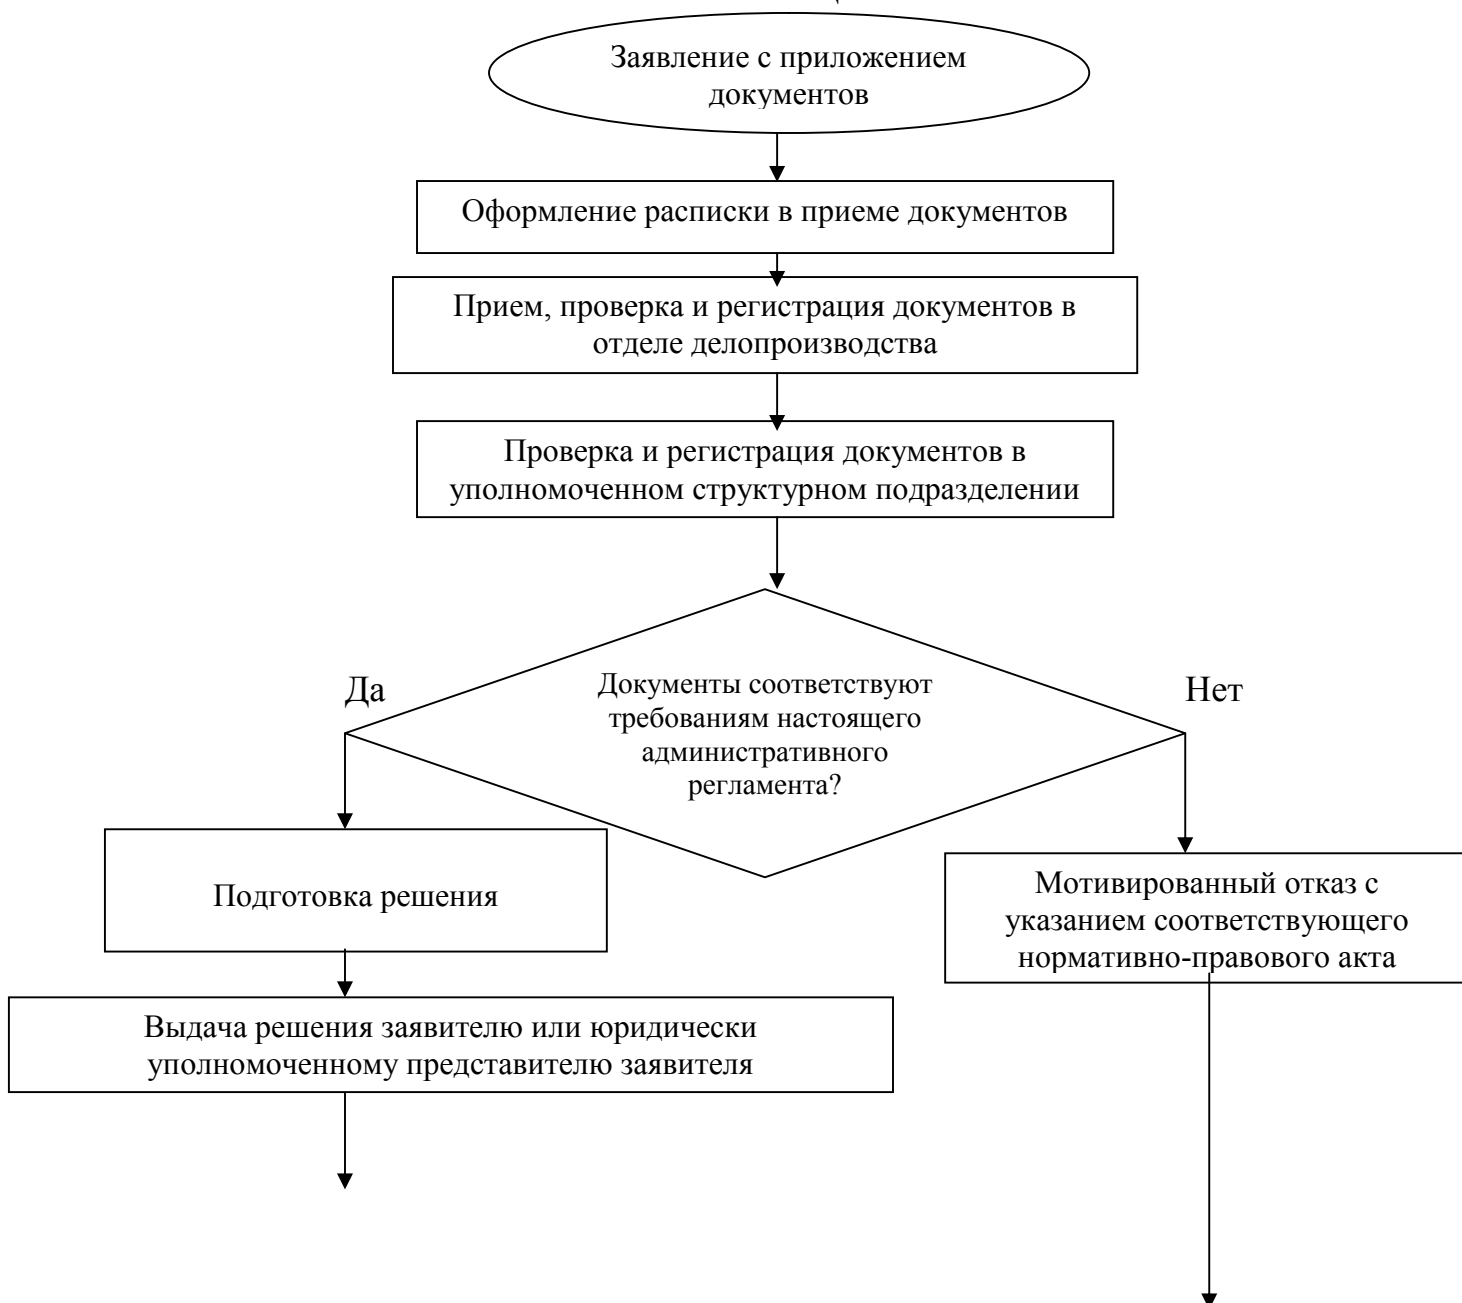 Заявление с приложением
документов
Оформление расписки в приеме документов
Прием, проверка и регистрация документов в
отделе делопроизводства
Проверка и регистрация документов в
уполномоченном структурном подразделении
Да
Документы соответствуют
требованиям настоящего
административного
регламента?
Нет
Подготовка решения
Мотивированный отказ с
указанием соответствующего
нормативно-правового акта
Выдача решения заявителю или юридически
уполномоченному представителю заявителя